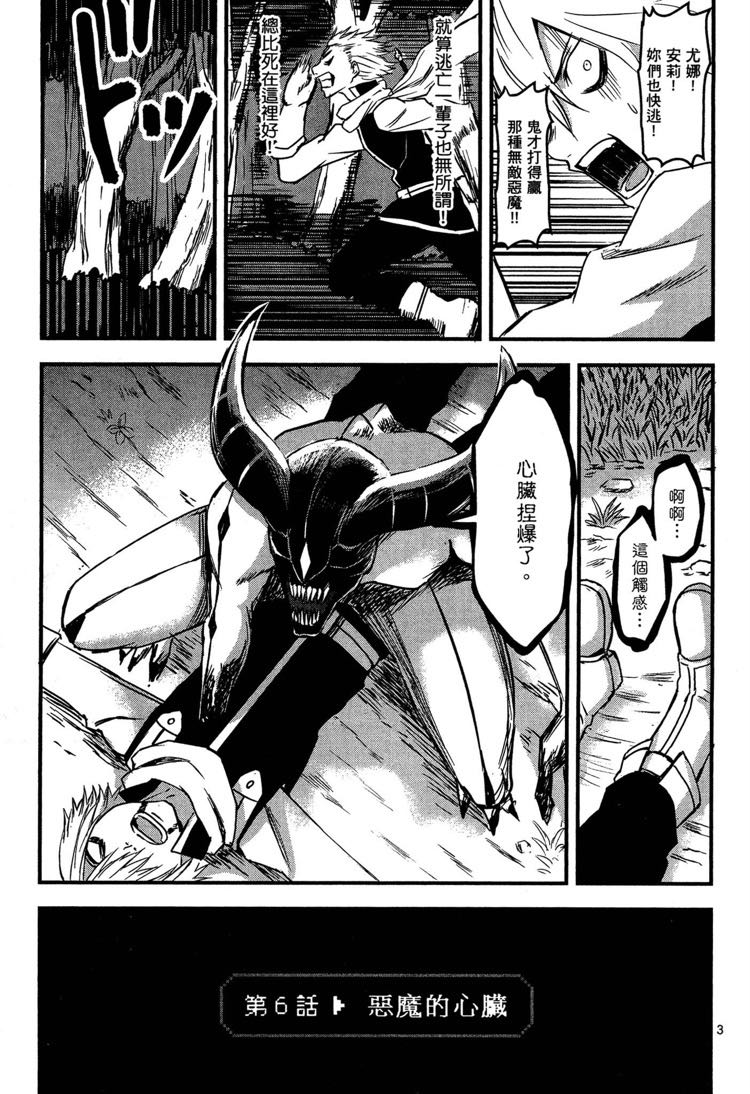 尤娜！
安莉！
妳們也快逃！
鬼才打得贏
那種無敵惡魔!!
就算逃亡一輩子也無所謂！
總比死在這裡好！
ドドッ
啊啊…
這個觸感…
心臟捏爆了。
第6話 惡魔的心臟
3